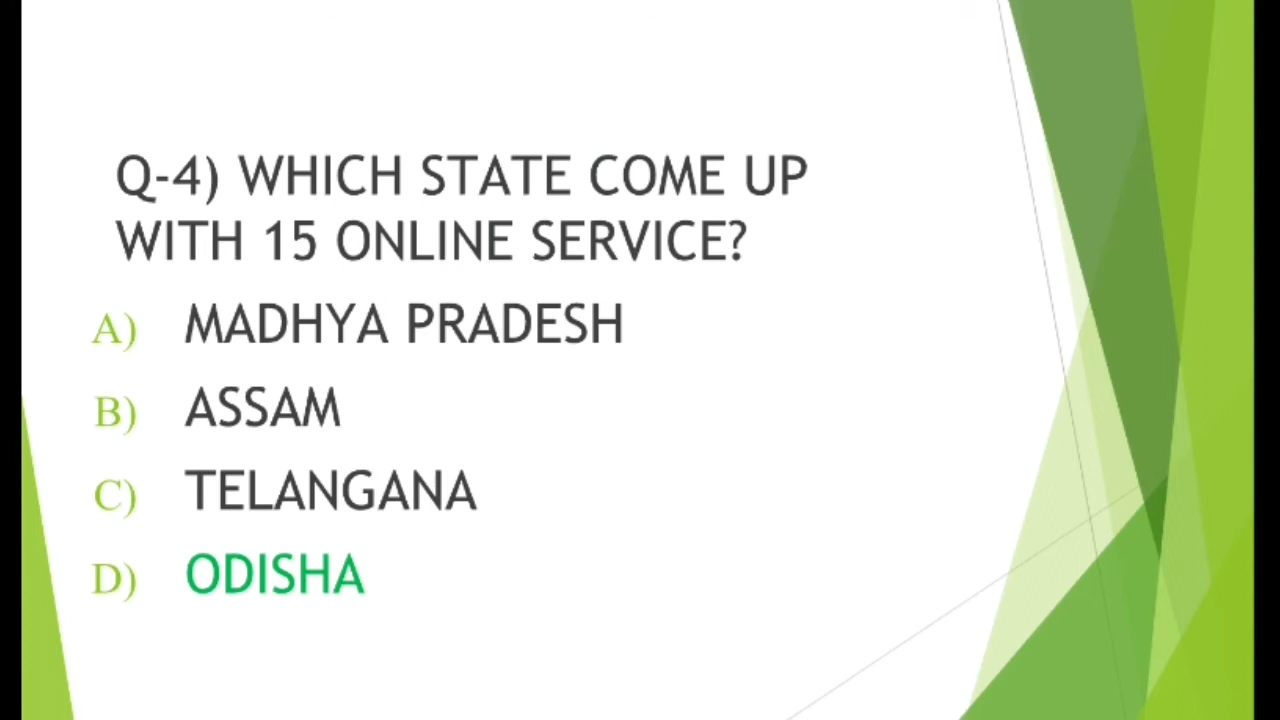 Q-4) WHICH STATE COME UP
WITH 15 ONLINE SERVICE?
A) MADHYA PRADESH
B) ASSAM
C) TELANGANA
D) ODISHA